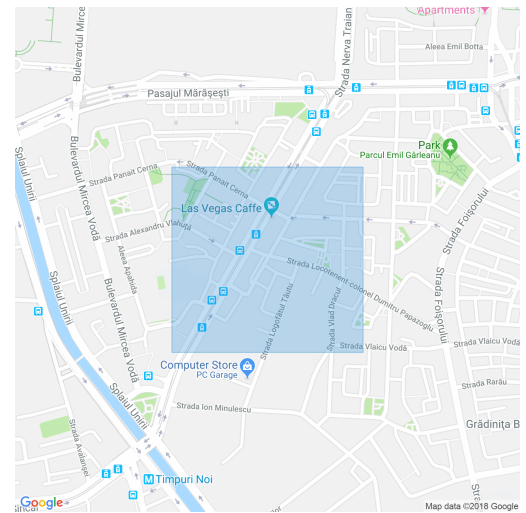 Apartments
Aleea Emil Botta
Bulevardul Mircea Vodă
Strada Nerva Traian
Pasajul Mărășești
Park
Parcul Emil Gârleanu
Splaiul Unirii
Bulevardul Mircea Vodă
Strada Panait Cerna
Strada Panait Cerna
Las Vegas Caffe
Strada Foișorului
Strada Alexandru Vlahuță
Aleea Apahida
Strada Locotenent colonel Dumitru Papazoglu
Splaiul Unirii
Strada Logofătul Tăutu
Strada Vlad Dracul
Strada Foișorului
Bulevardul Mircea Vodă
Strada Vlaicu Vodă
Strada Vlaicu Vodă
Computer Store
PC Garage
Strada Rarău
Splaiul Unirii
Strada Ion Minulescu
Grădinița B
Strada Avalanșei
Timpuri Noi
Google
Șincai
Map data ©2018 Google